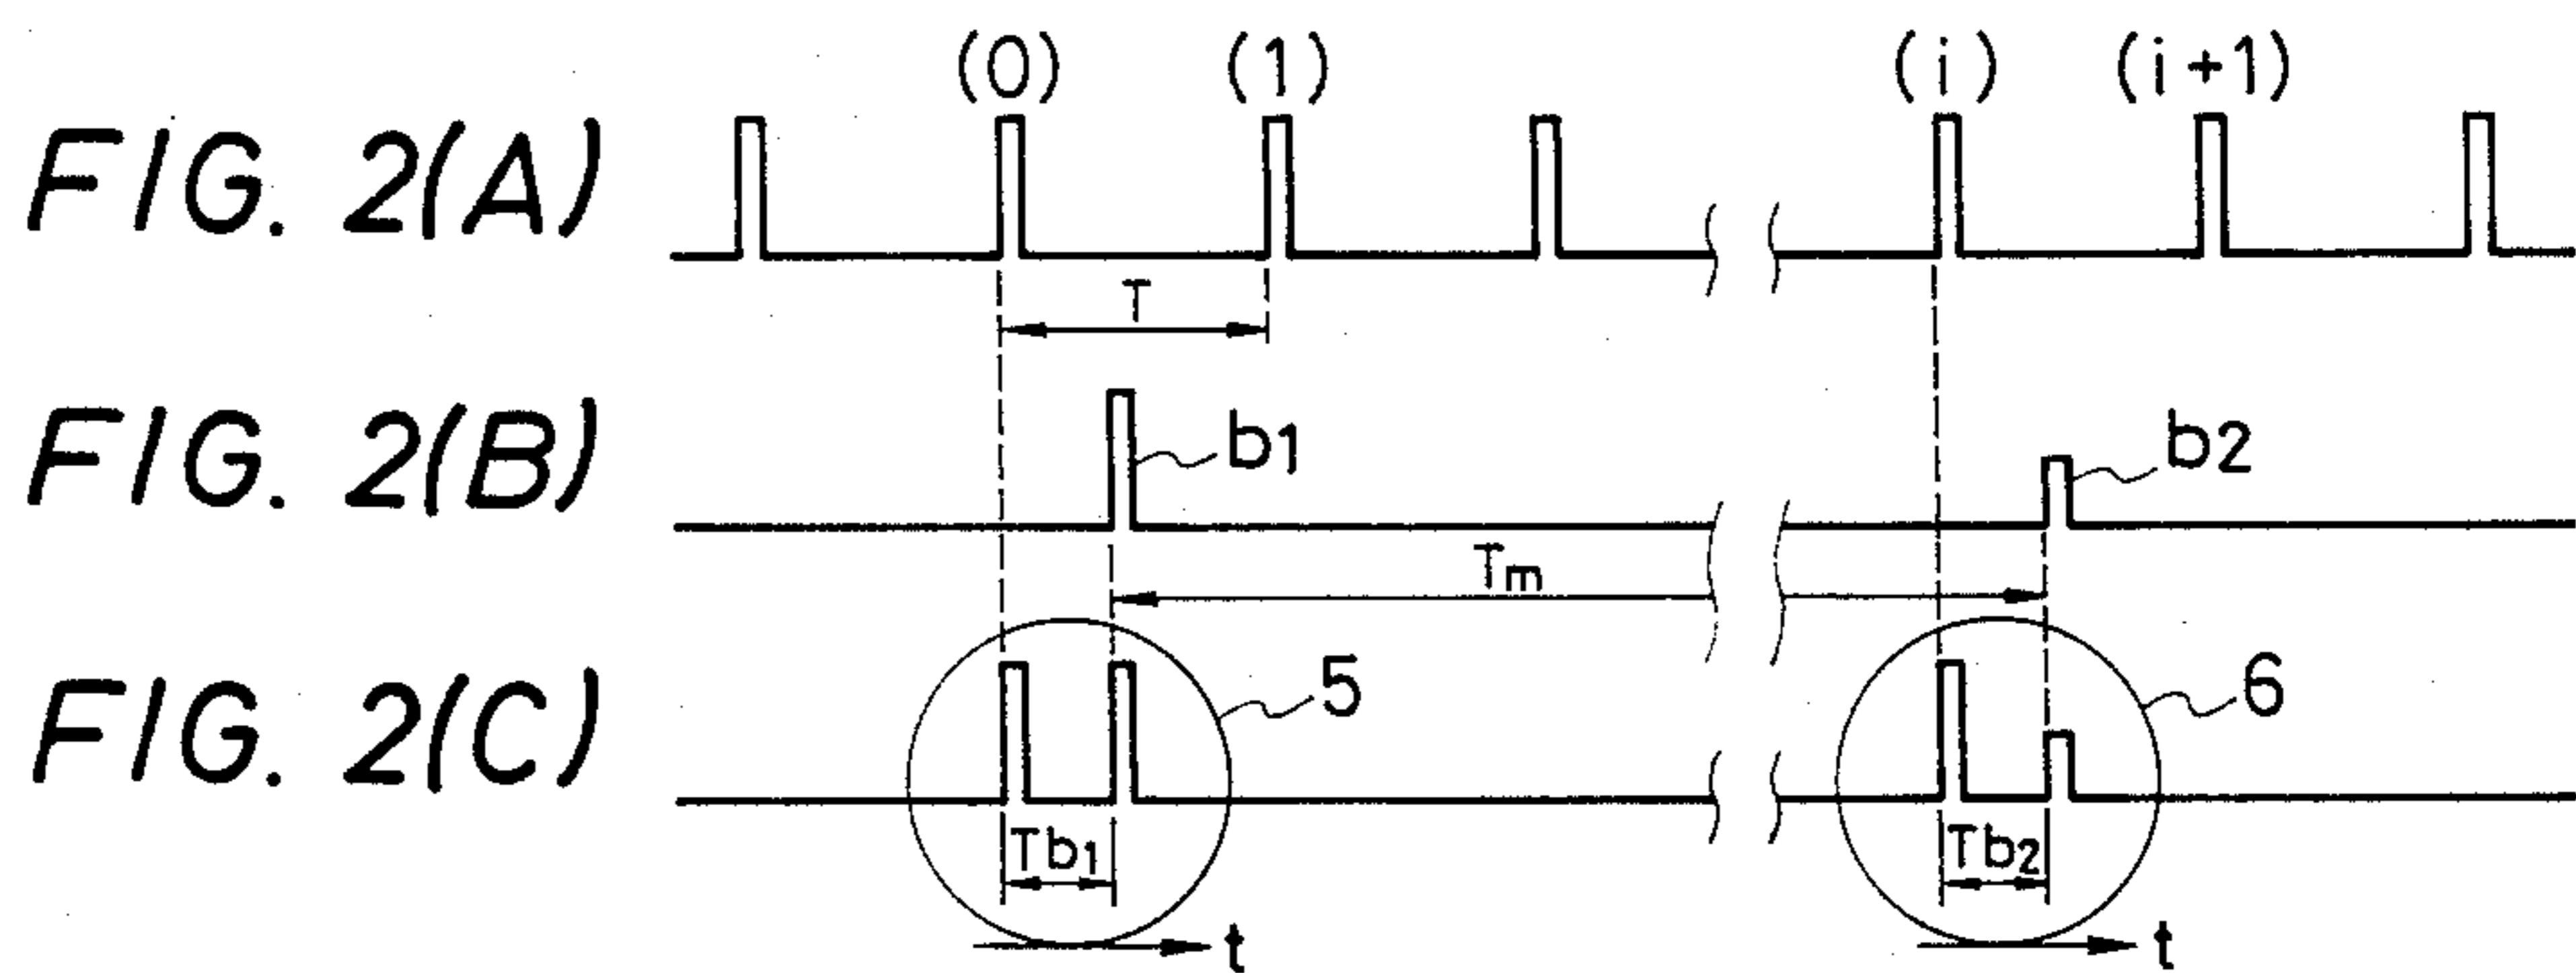 (0) (1) (i) (i+1)
FIG. 2(A)
T
FIG. 2(B)
b1
b2
Tm
FIG. 2(C)
5
6
Tb1
Tb2
t
t